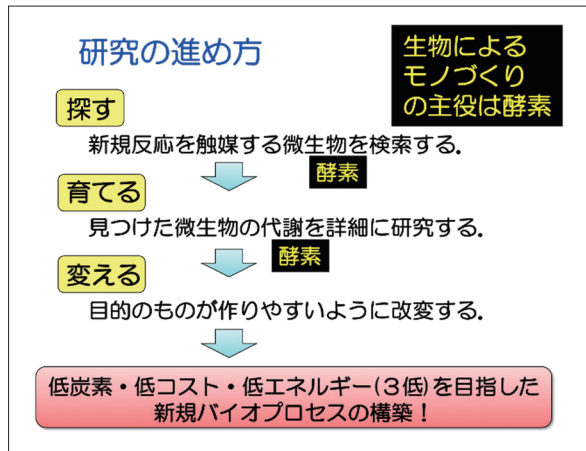 研究の進め方
生物による
モノづくり
の主役は酵素
探す
新規反応を触媒する微生物を検索する.
酵素
育てる
見つけた微生物の代謝を詳細に研究する.
酵素
変える
目的のものが作りやすいように改変する.
低炭素・低コスト・低エネルギー(3低)を目指した
新規バイオプロセスの構築!